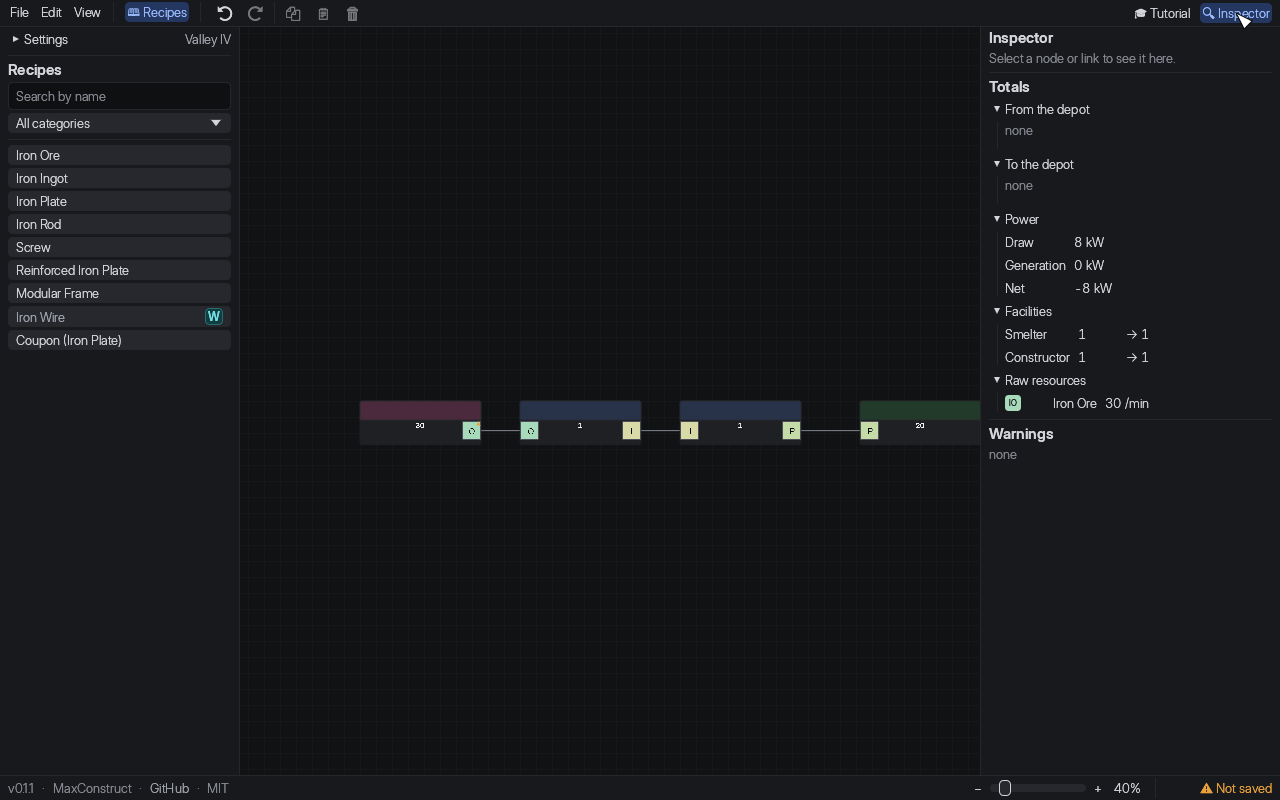 File Edit View Recipes Tutorial Inspector
Settings Valley IV
Recipes
Search by name
All categories
Iron Ore
Iron Ingot
Iron Plate
Iron Rod
Screw
Reinforced Iron Plate
Modular Frame
Iron Wire W
Coupon (Iron Plate)
30 O O 1 I I 1 P P 20
Inspector
Select a node or link to see it here.
Totals
From the depot
none
To the depot
none
Power
Draw 8 kW
Generation 0 kW
Net -8 kW
Facilities
Smelter 1 → 1
Constructor 1 → 1
Raw resources
IO Iron Ore 30 /min
Warnings
none
v0.1.1 · MaxConstruct · GitHub · MIT − + 40% Not saved